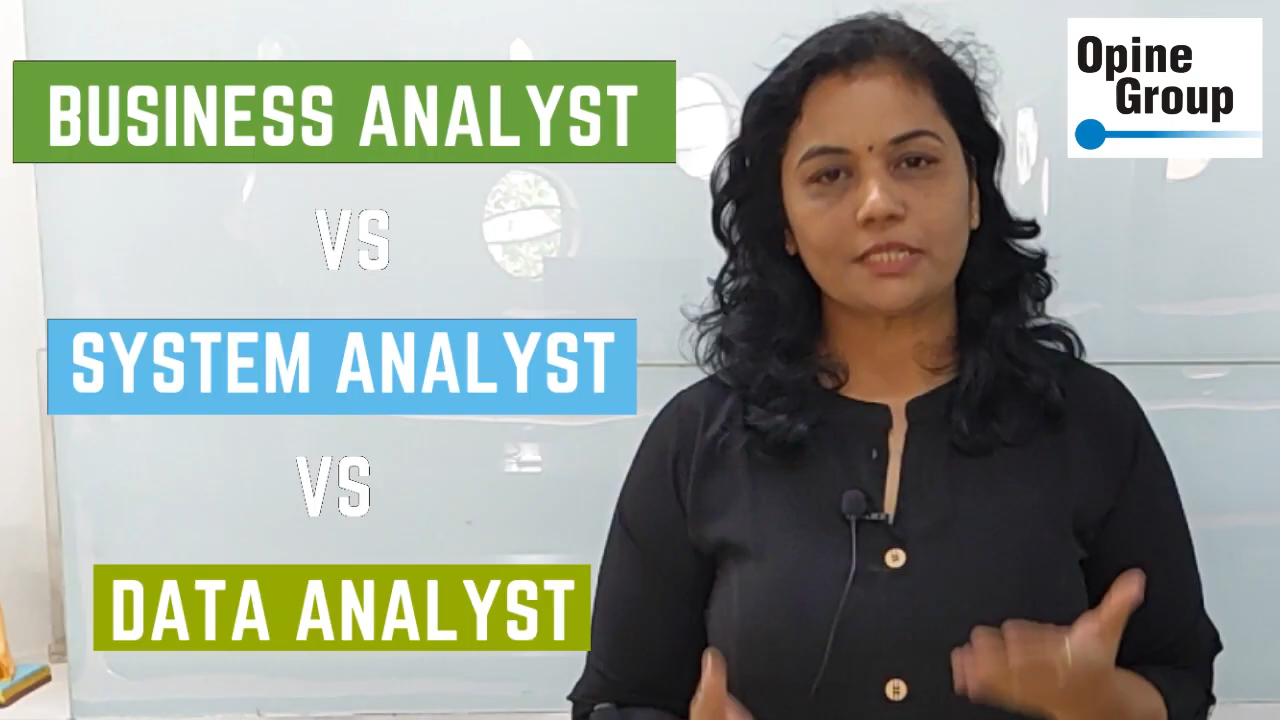 BUSINESS ANALYST
VS
SYSTEM ANALYST
VS
DATA ANALYST
Opine
Group